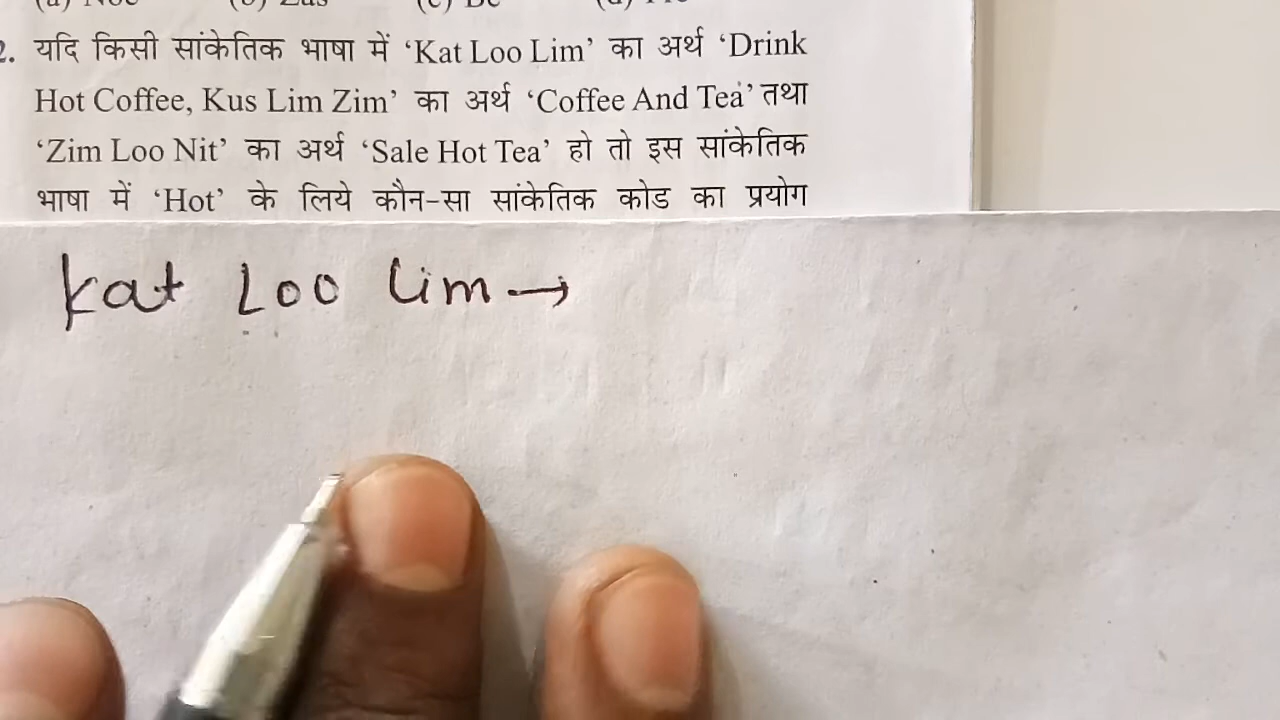 2. यदि किसी सांकेतिक भाषा में ‘Kat Loo Lim’ का अर्थ ‘Drink
Hot Coffee, Kus Lim Zim’ का अर्थ ‘Coffee And Tea’ तथा
‘Zim Loo Nit’ का अर्थ ‘Sale Hot Tea’ हो तो इस सांकेतिक
भाषा में ‘Hot’ के लिये कौन-सा सांकेतिक कोड का प्रयोग
Kat Loo Lim →